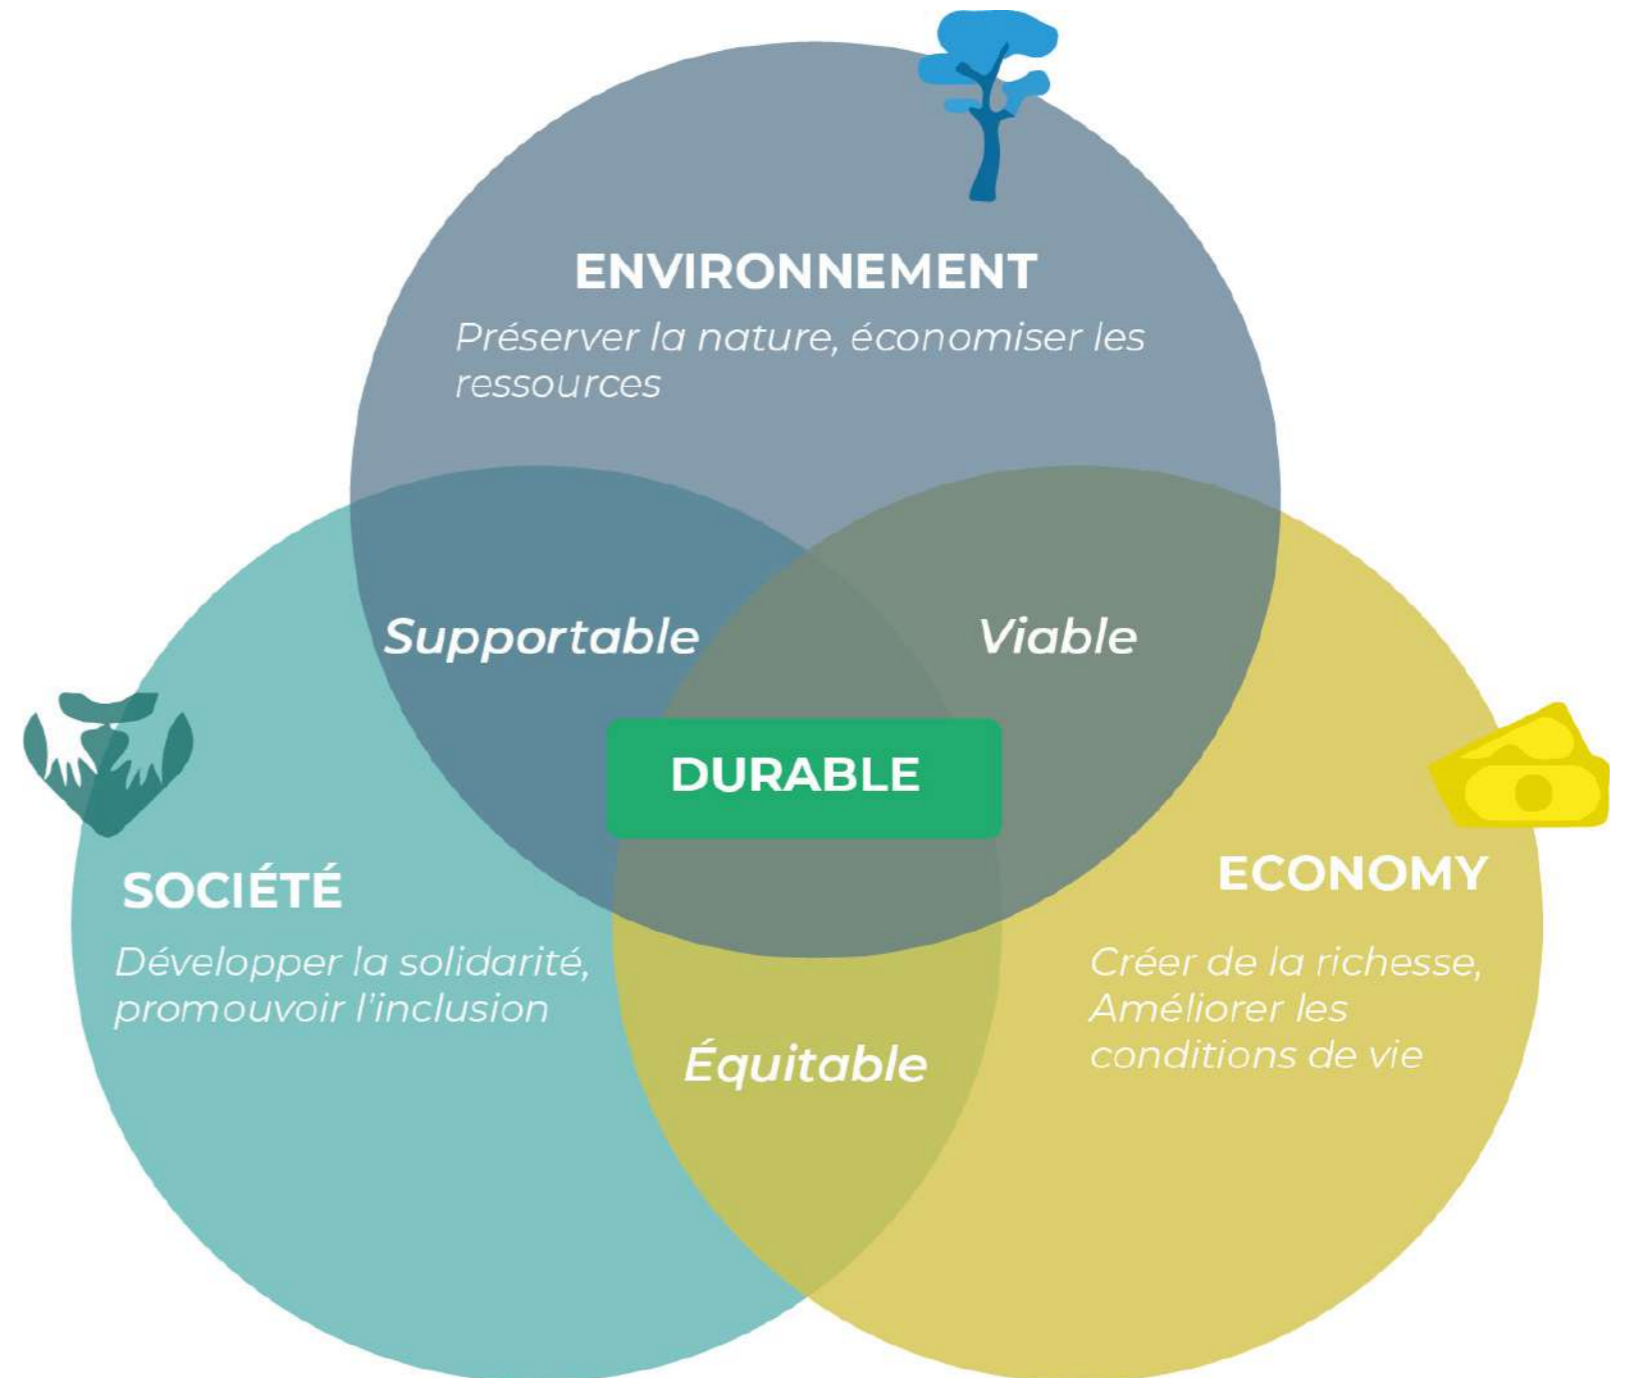 ENVIRONNEMENT
Préserver la nature, économiser les
ressources
Supportable
Viable
DURABLE
SOCIÉTÉ
Développer la solidarité,
promouvoir l'inclusion
ECONOMY
Créer de la richesse,
Améliorer les
conditions de vie
Équitable